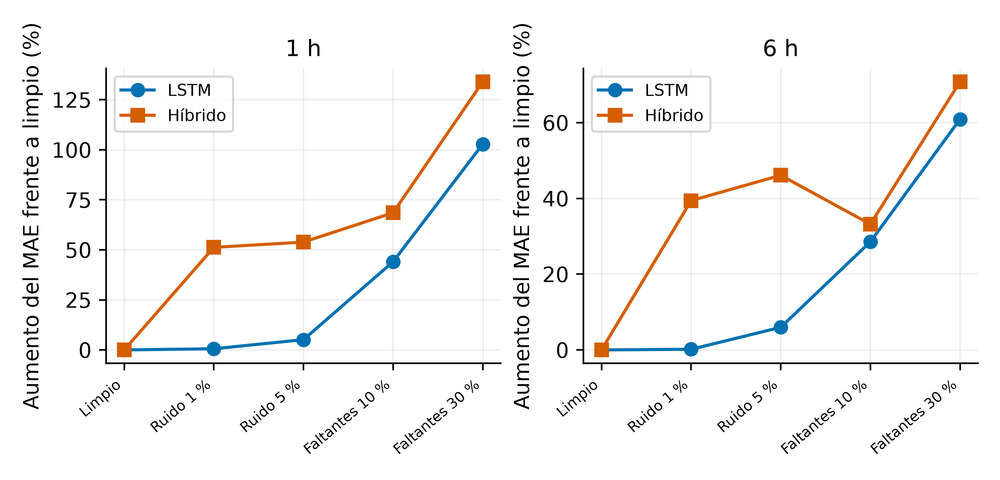 1 h
Aumento del MAE frente a limpio (%)
125
100
75
50
25
0
LSTM
Híbrido
Limpio
Ruido 1 %
Ruido 5 %
Faltantes 10 %
Faltantes 30 %
6 h
Aumento del MAE frente a limpio (%)
60
40
20
0
LSTM
Híbrido
Limpio
Ruido 1 %
Ruido 5 %
Faltantes 10 %
Faltantes 30 %